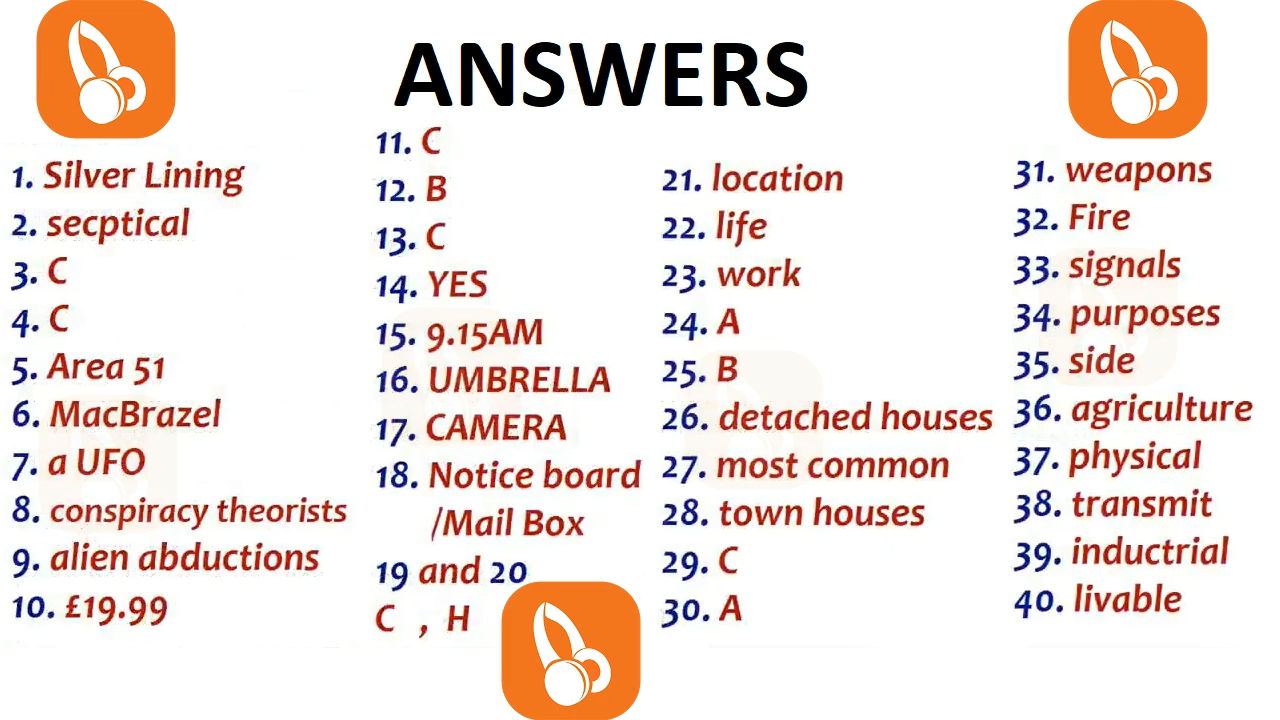 ANSWERS
1. Silver Lining
2. secptical
3. C
4. C
5. Area 51
6. MacBrazel
7. a UFO
8. conspiracy theorists
9. alien abductions
10. £19.99
11. C
12. B
13. C
14. YES
15. 9.15AM
16. UMBRELLA
17. CAMERA
18. Notice board
/Mail Box
19 and 20
C , H
21. location
22. life
23. work
24. A
25. B
26. detached houses
27. most common
28. town houses
29. C
30. A
31. weapons
32. Fire
33. signals
34. purposes
35. side
36. agriculture
37. physical
38. transmit
39. inductrial
40. livable